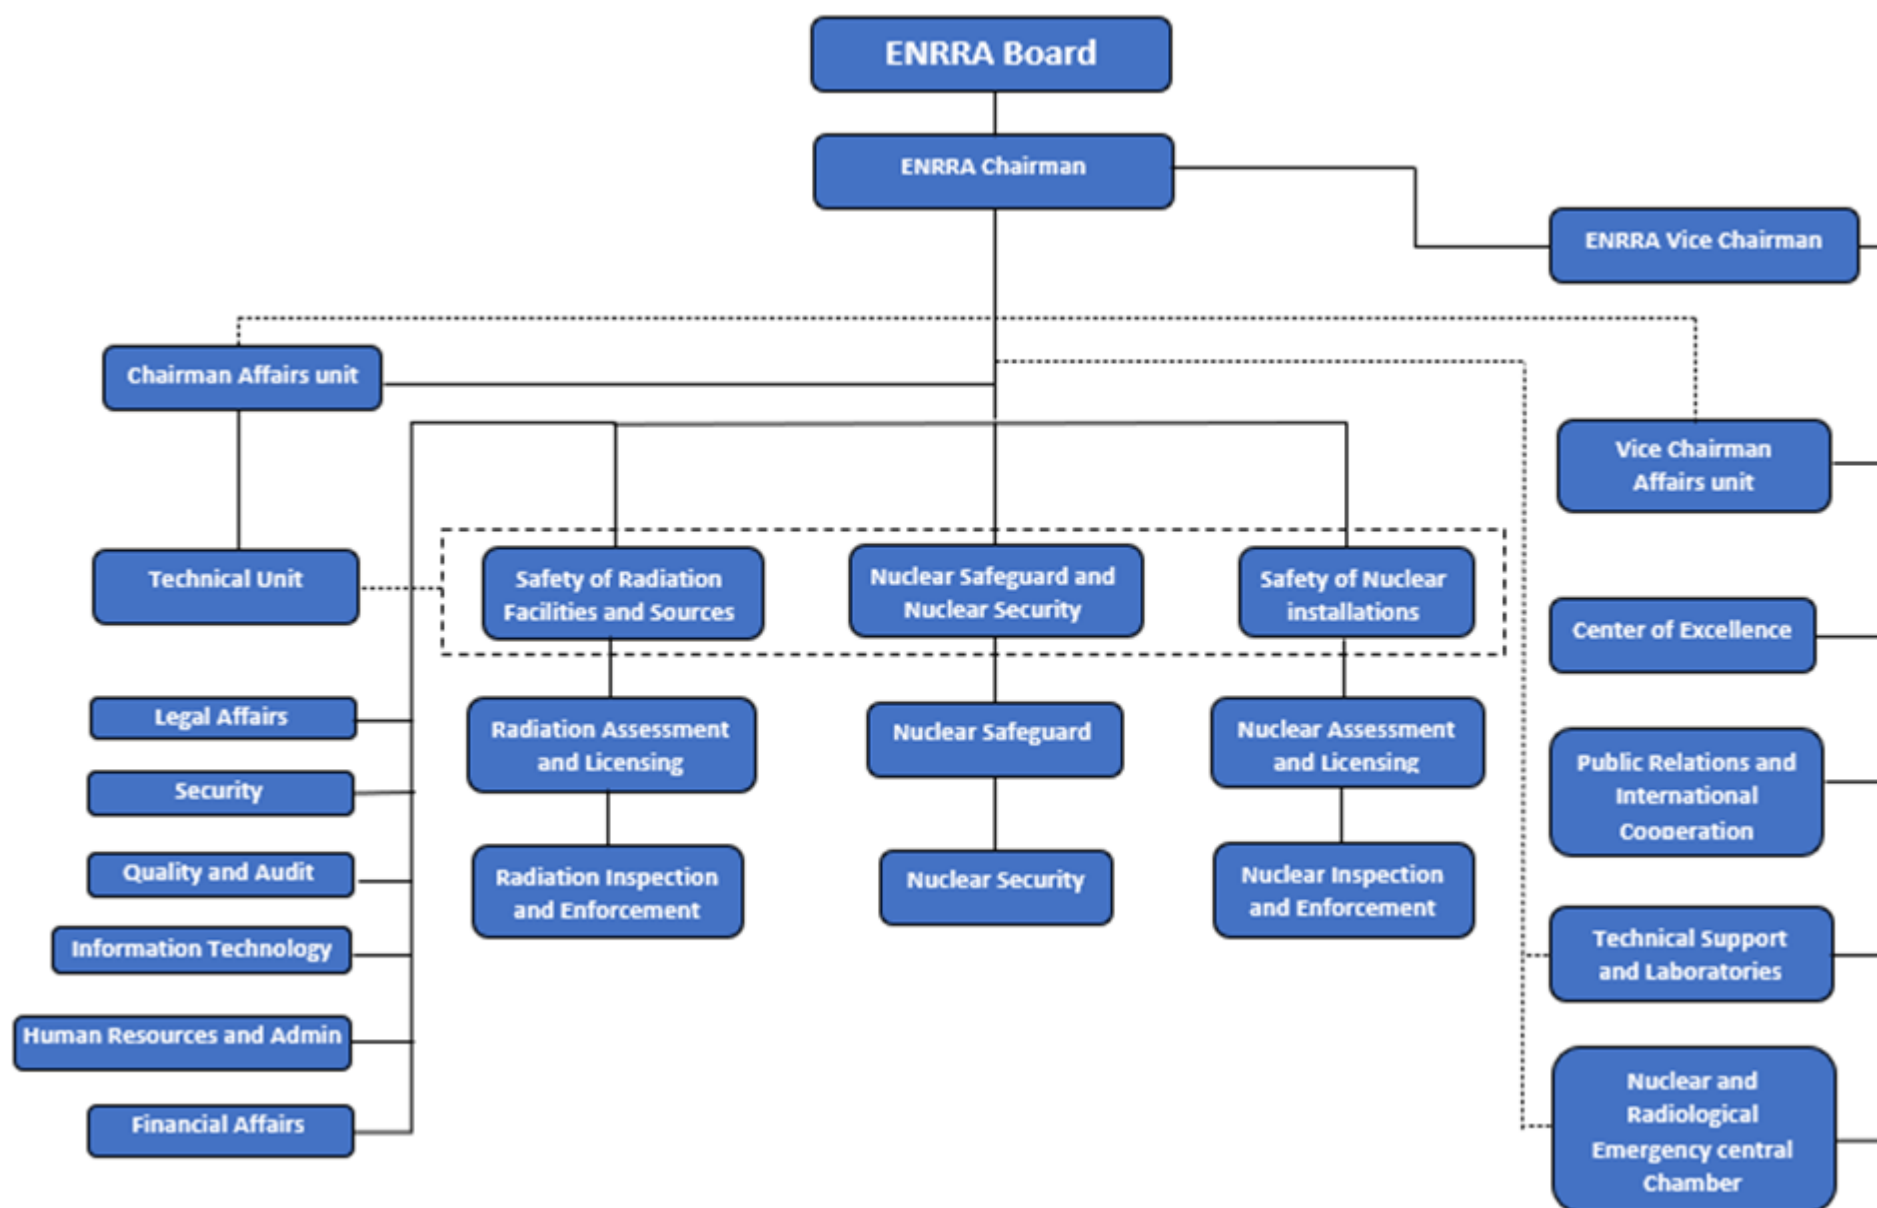 ENRRA Board
ENRRA Chairman
ENRRA Vice Chairman
Chairman Affairs unit
Vice Chairman
Affairs unit
Technical Unit
Safety of Radiation
Facilities and Sources
Nuclear Safeguard and
Nuclear Security
Safety of Nuclear
installations
Center of Excellence
Legal Affairs
Security
Quality and Audit
Information Technology
Human Resources and Admin
Financial Affairs
Radiation Assessment
and Licensing
Radiation Inspection
and Enforcement
Nuclear Safeguard
Nuclear Security
Nuclear Assessment
and Licensing
Nuclear Inspection
and Enforcement
Public Relations and
International
Cooperation
Technical Support
and Laboratories
Nuclear and
Radiological
Emergency central
Chamber